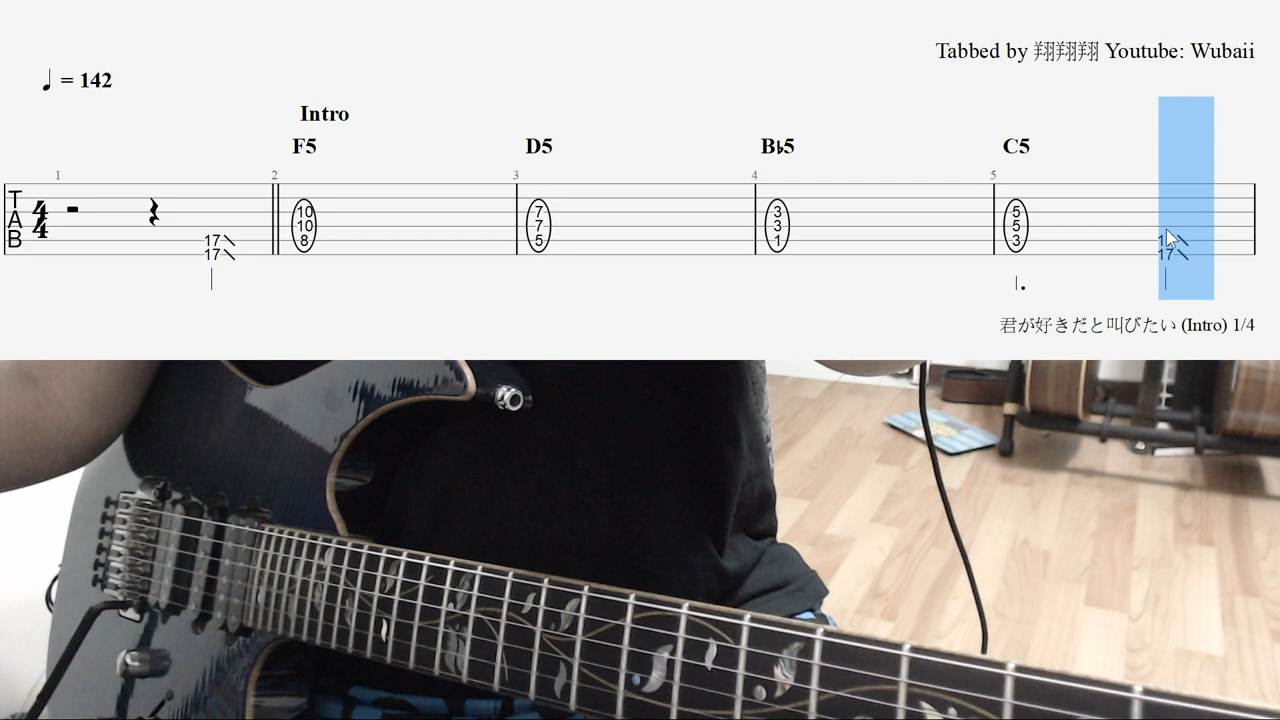 Tabbed by 翔翔翔 Youtube: Wubaii
♩ = 142
Intro
F5 D5 B♭5 C5
1 2 3 4 5
T
A
B
4
4
10 7 3 5
10 7 3 5
17 8 5 1 3
17 17
君が好きだと叫びたい (Intro) 1/4